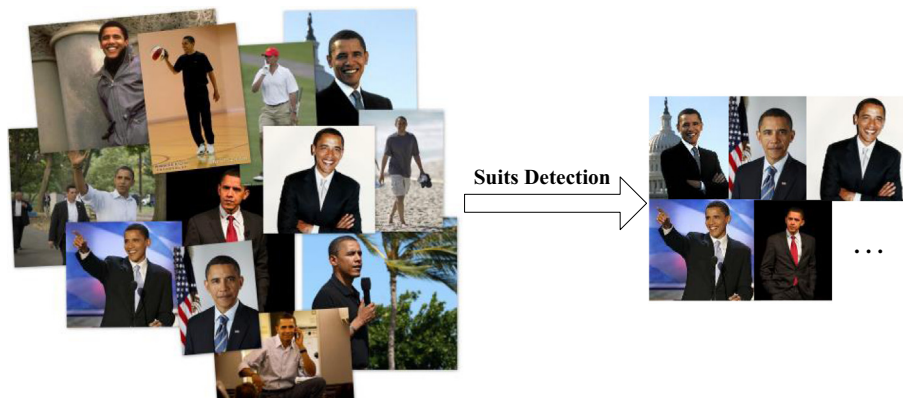 Suits Detection
. . .